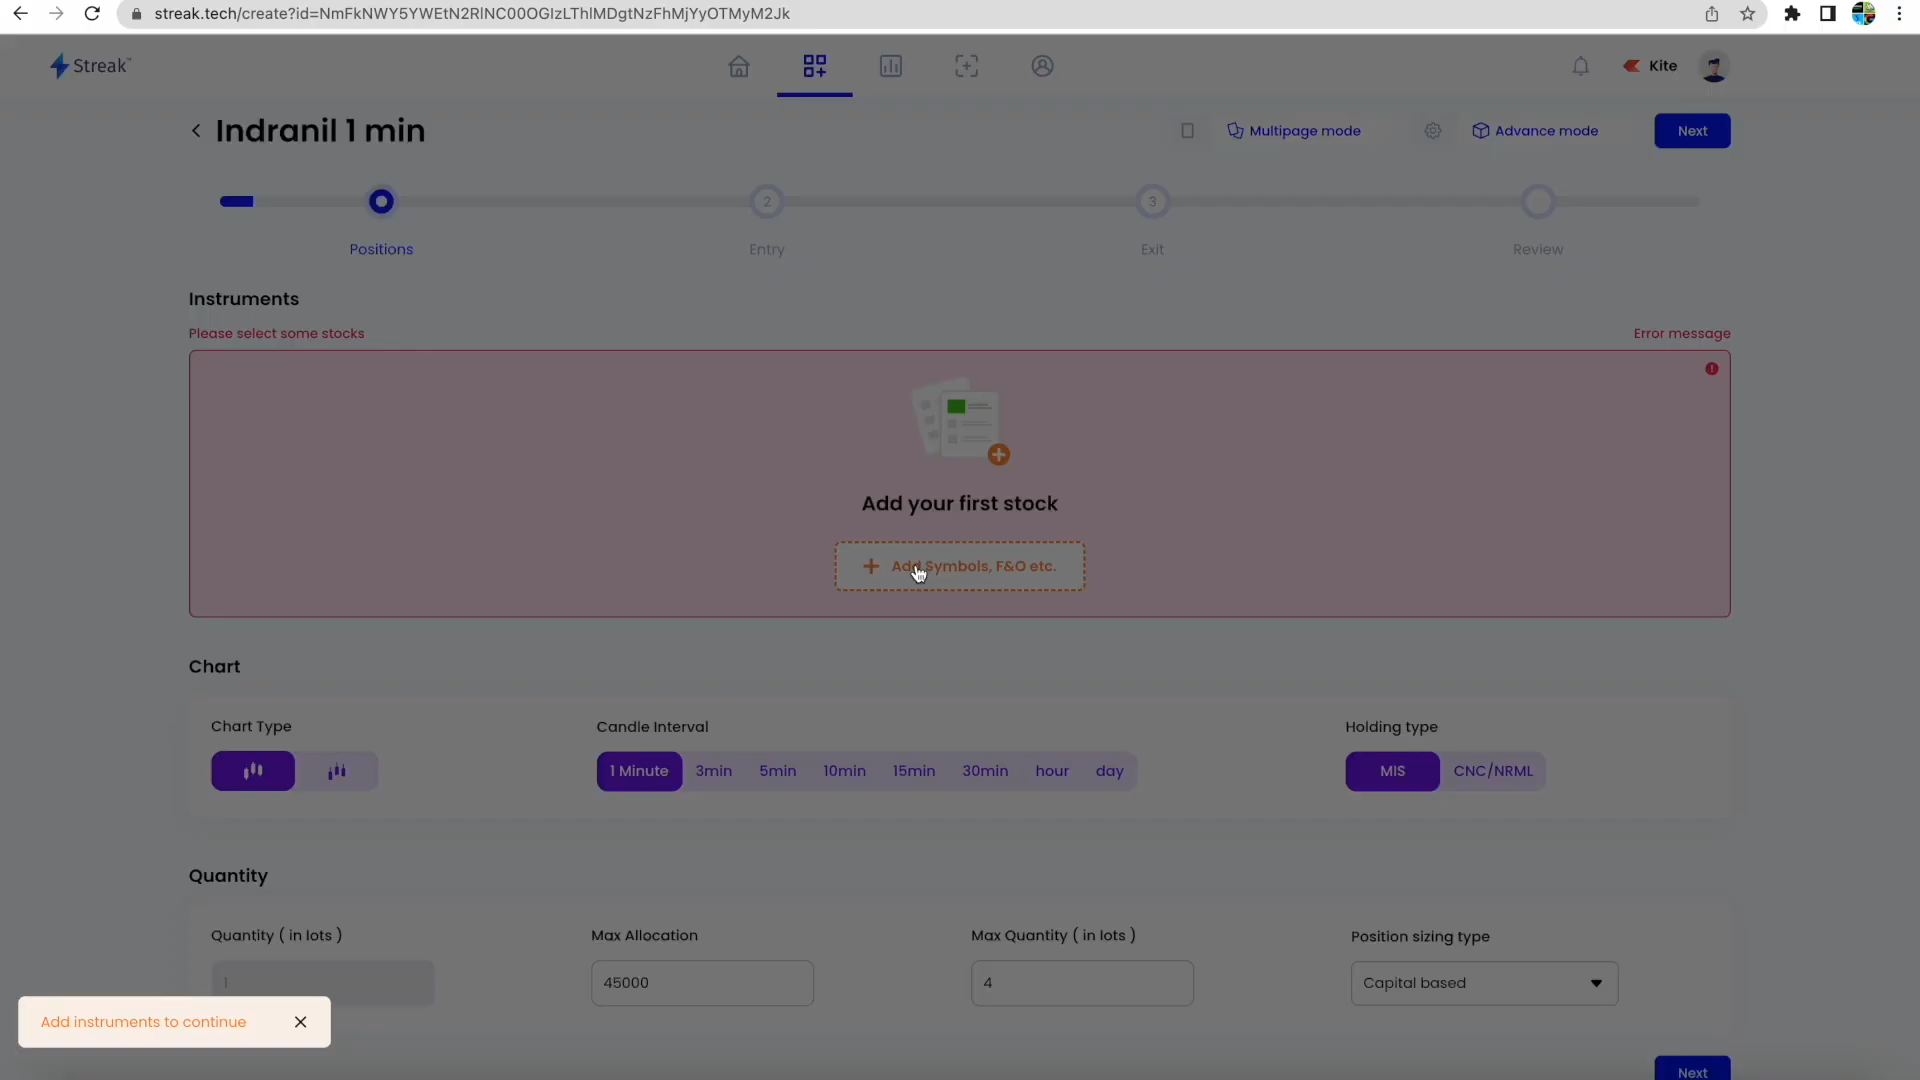 streak.tech/create?id=NmFkNWY5YWEtN2RlNC00OGIzLThlMDgtNzFhMjYyOTMyM2Jk
Streak™
Kite
Indranil 1 min
Multipage mode
Advance mode
Next
2
3
Positions
Entry
Exit
Review
Instruments
Please select some stocks
Error message
Add your first stock
+ Add Symbols, F&O etc.
Chart
Chart Type
Candle Interval
Holding type
1 Minute
3min
5min
10min
15min
30min
hour
day
MIS
CNC/NRML
Quantity
Quantity ( in lots )
Max Allocation
Max Quantity ( in lots )
Position sizing type
1
45000
4
Capital based
Add instruments to continue
Next